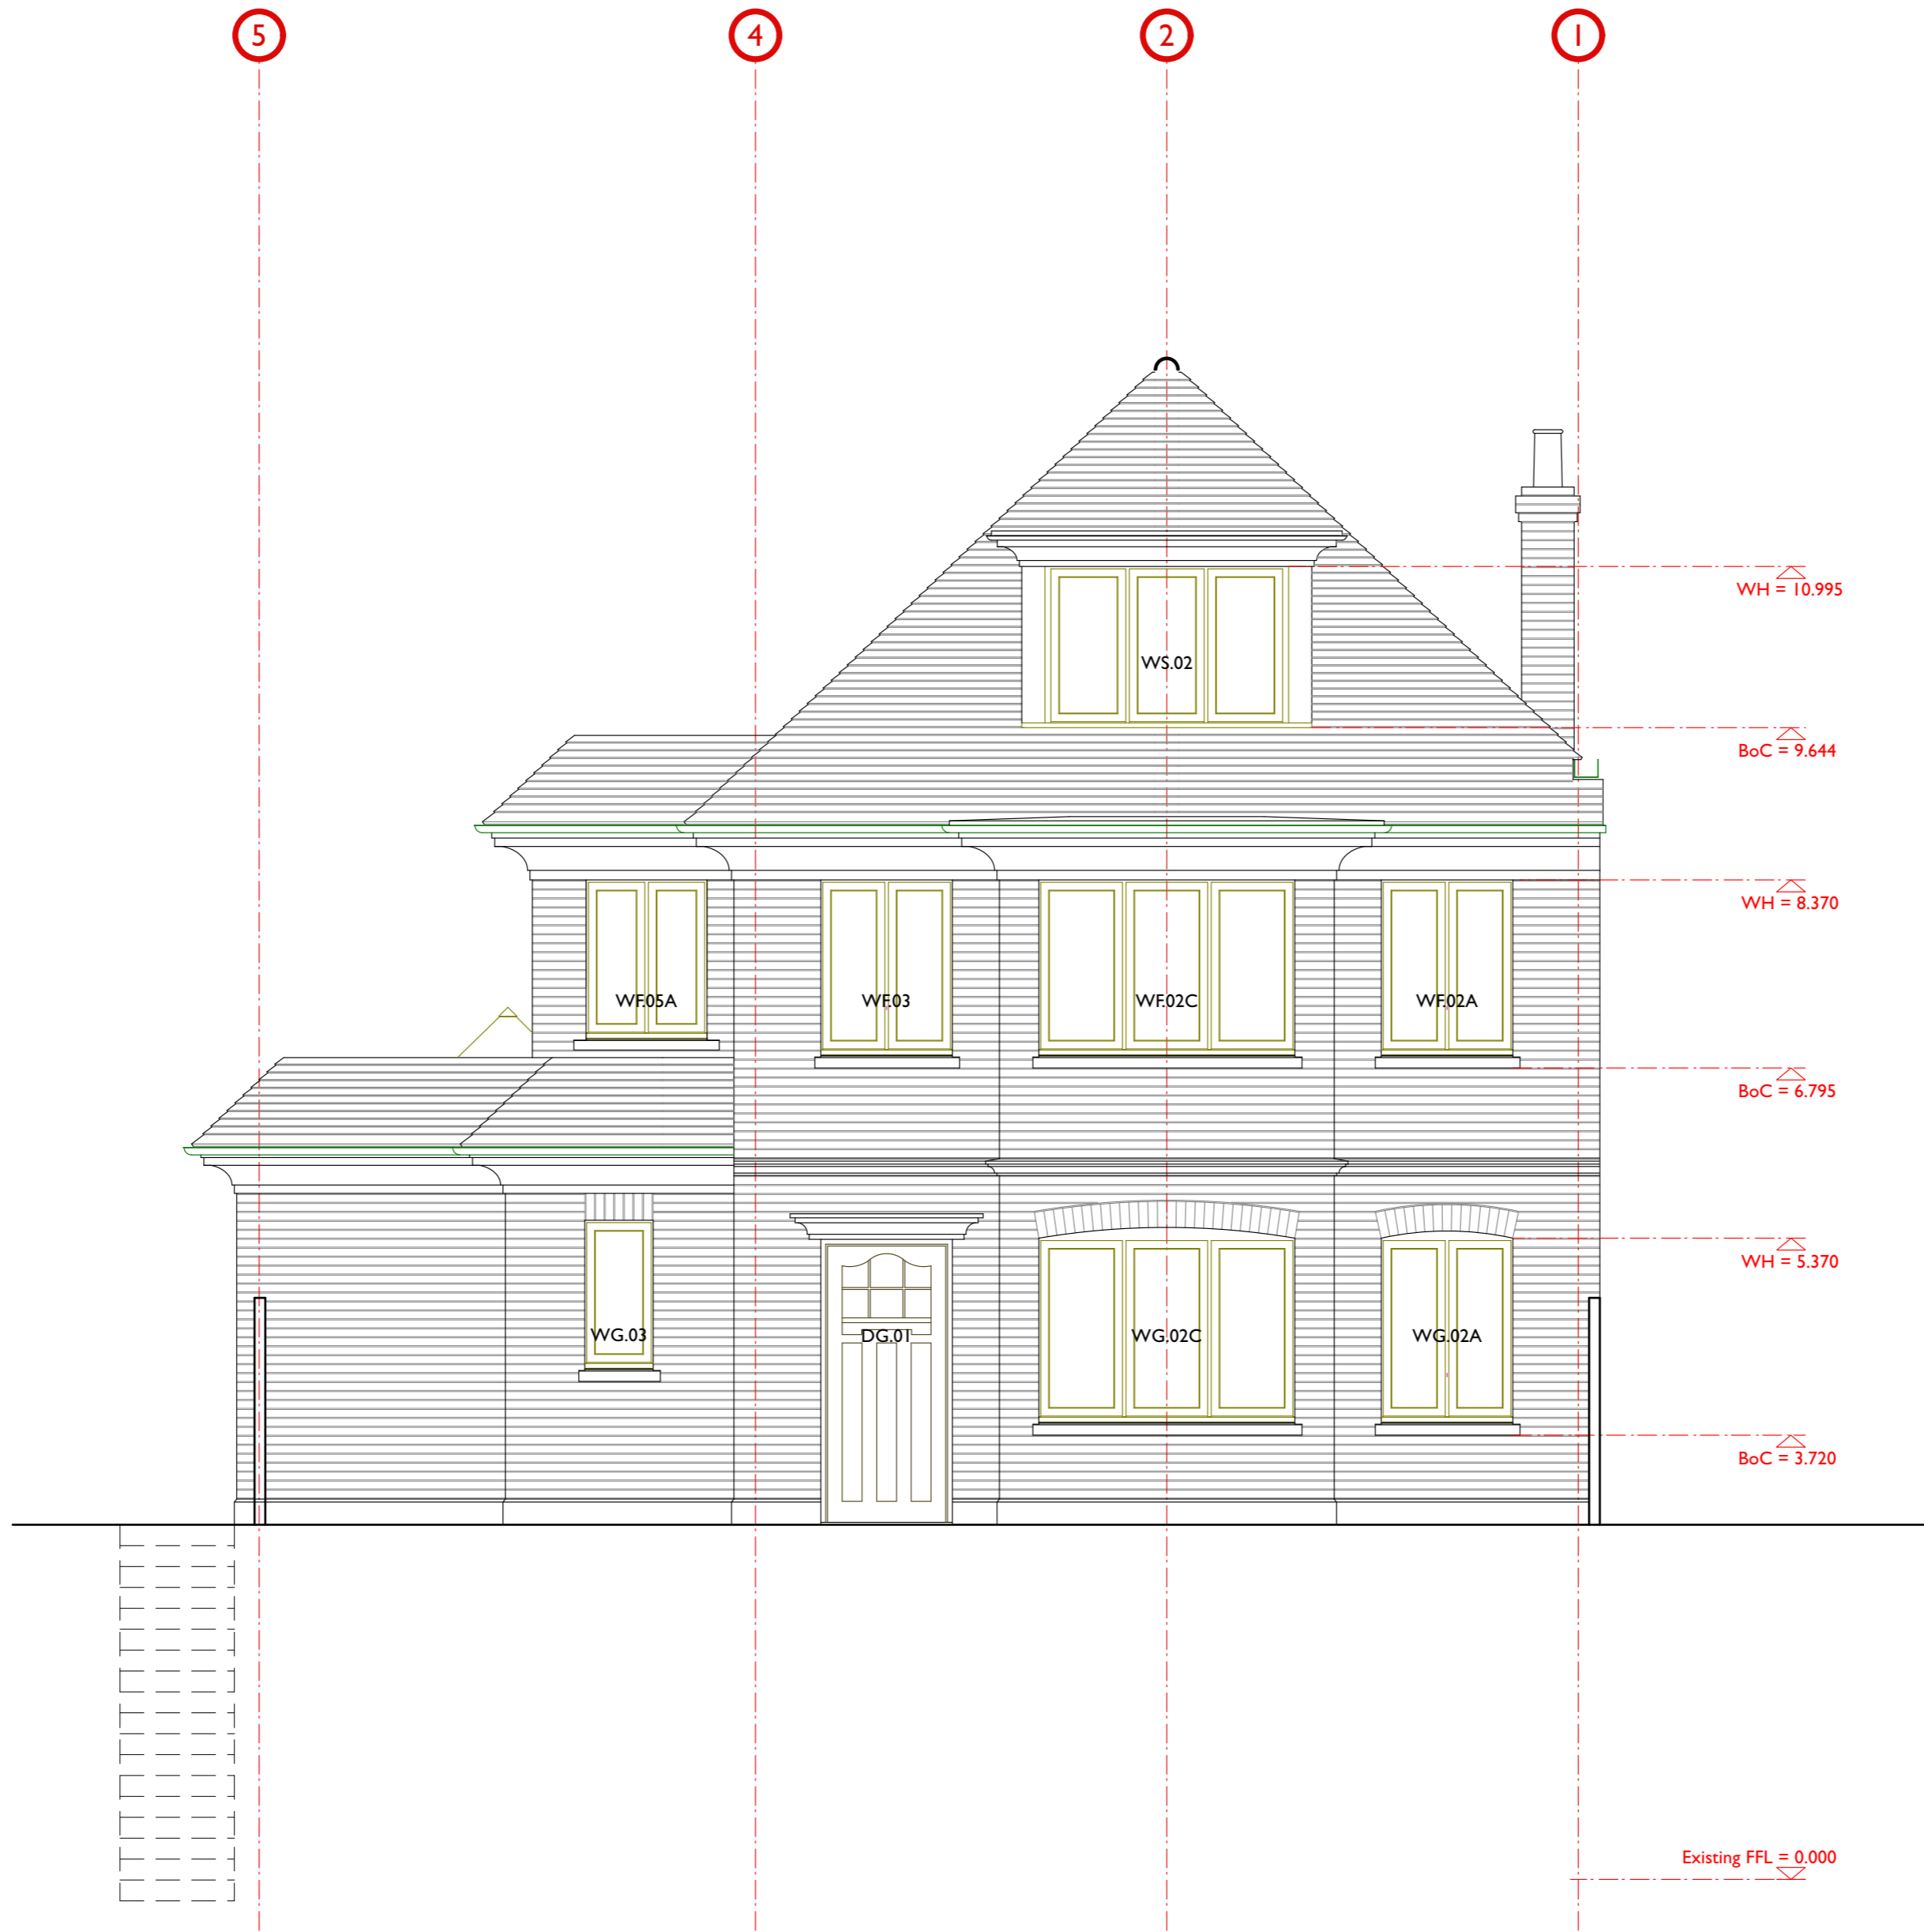 5
4
2
1
WH = 10.995
WS.02
BoC = 9.644
WH = 8.370
WF.05A
WF.03
WF.02C
WF.02A
BoC = 6.795
WH = 5.370
WG.03
DG.01
WG.02C
WG.02A
BoC = 3.720
Existing FFL = 0.000